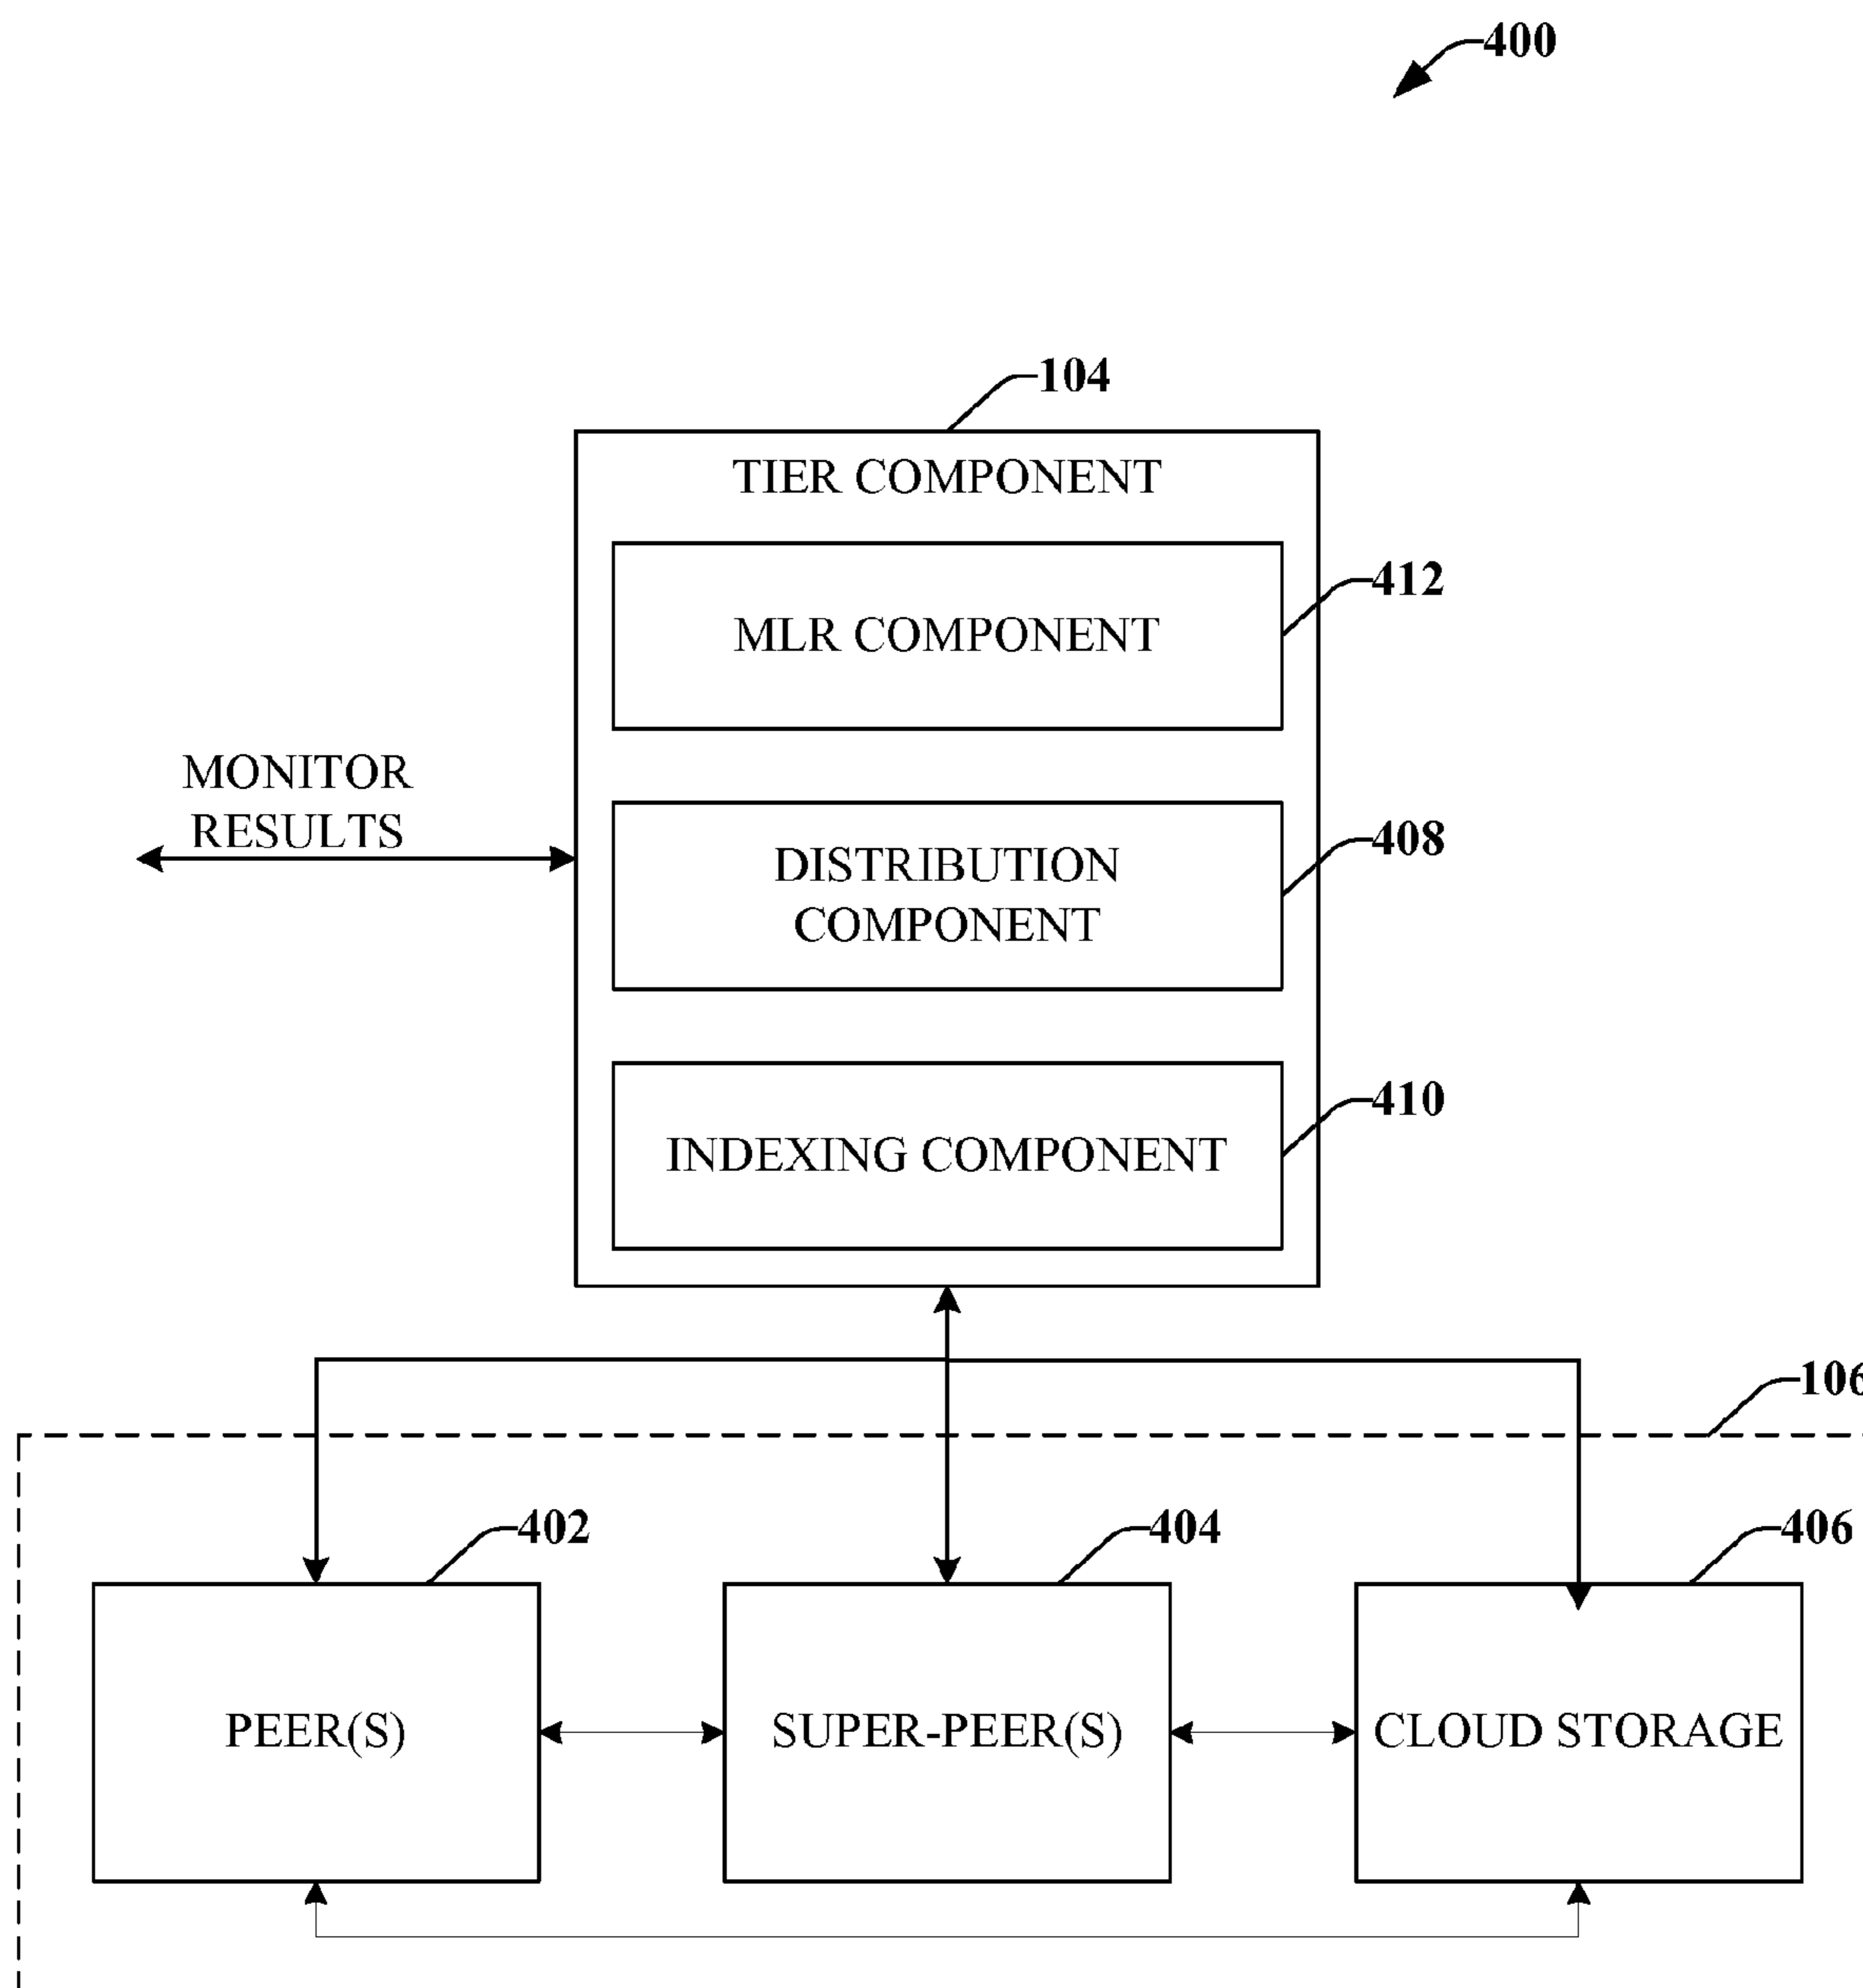 400
104
TIER COMPONENT
412
MLR COMPONENT
MONITOR
RESULTS
408
DISTRIBUTION
COMPONENT
410
INDEXING COMPONENT
106
402
404
406
PEER(S)
SUPER-PEER(S)
CLOUD STORAGE